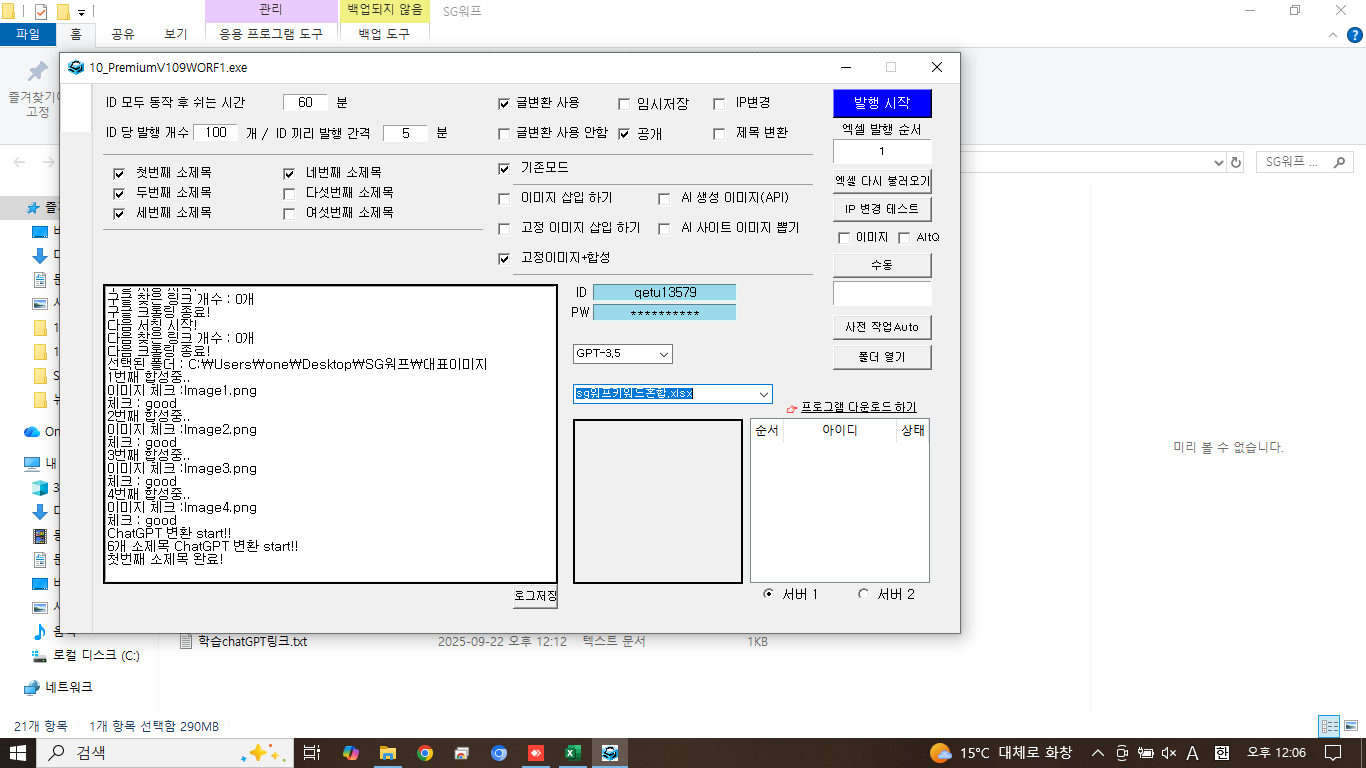 관리
백업되지 않음
SG워프
파일
홈
공유
보기
응용 프로그램 도구
백업 도구
즐겨찾기에
고정
SG워프 ...
10_PremiumV109WORF1.exe
ID 모두 동작 후 쉬는 시간 60 분
ID 당 발행 개수 100 개 / ID 끼리 발행 간격 5 분
글변환 사용
임시저장
IP변경
글변환 사용 안함
공개
제목 변환
첫번째 소제목
네번째 소제목
두번째 소제목
다섯번째 소제목
세번째 소제목
여섯번째 소제목
기존모드
이미지 삽입 하기
AI 생성 이미지(API)
고정 이미지 삽입 하기
AI 사이트 이미지 뽑기
고정이미지+합성
발행 시작
엑셀 발행 순서
1
엑셀 다시 불러오기
IP 변경 테스트
이미지
AltQ
수동
사전 작업Auto
폴더 열기
구글 찾은 링크 개수 : 0개
구글 크롤링 종료!
다음 서칭 시작!
다음 찾은 링크 개수 : 0개
다음 크롤링 종료!
선택된 폴더 : C:₩Users₩one₩Desktop₩SG워프₩대표이미지
1번째 합성중..
이미지 체크 :Image1.png
체크 : good
2번째 합성중..
이미지 체크 :Image2.png
체크 : good
3번째 합성중..
이미지 체크 :Image3.png
체크 : good
4번째 합성중..
이미지 체크 :Image4.png
체크 : good
ChatGPT 변환 start!!
6개 소제목 ChatGPT 변환 start!!
첫번째 소제목 완료!
로그저장
ID qetu13579
PW **********
GPT-3.5
sg워프키워드혼합.xlsx
프로그램 다운로드 하기
순서 아이디 상태
서버 1
서버 2
미리 볼 수 없습니다.
내
음악
로컬 디스크 (C:)
네트워크
학습chatGPT링크.txt 2025-09-22 오후 12:12 텍스트 문서 1KB
21개 항목 1개 항목 선택함 290MB
검색
15°C 대체로 화창
A
한
오후 12:06